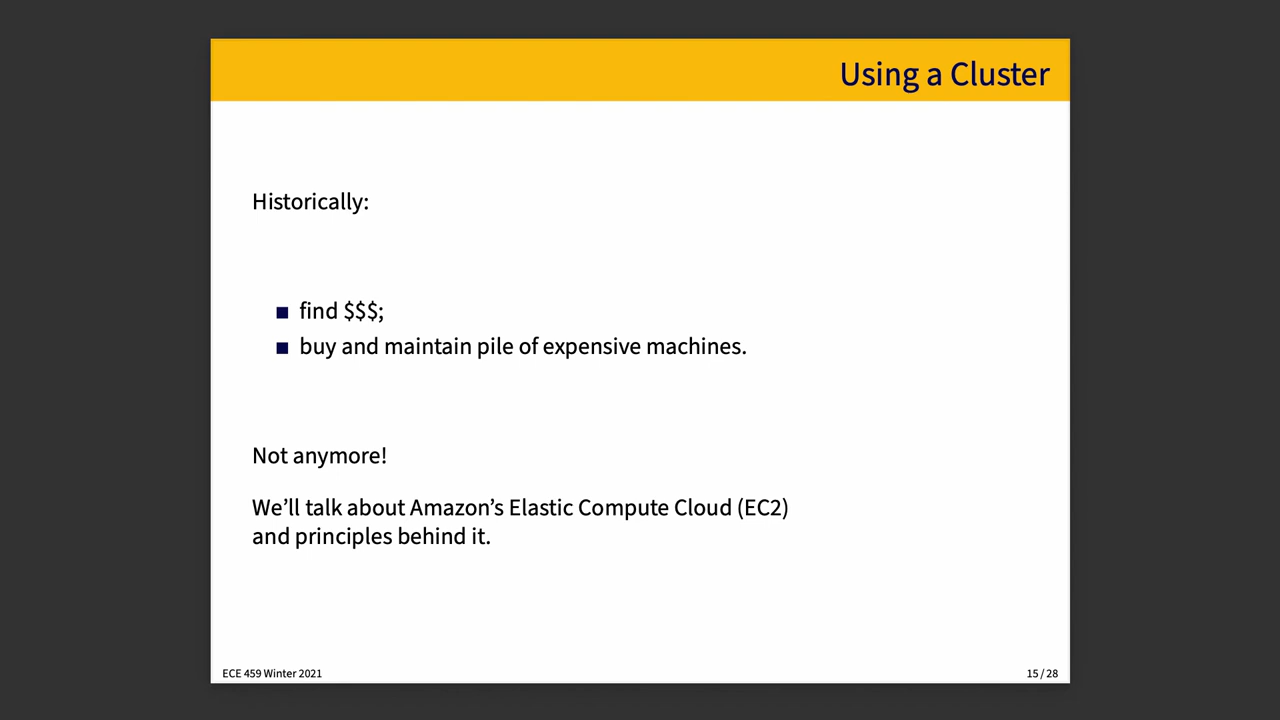 Using a Cluster
Historically:
■ find $$$;
■ buy and maintain pile of expensive machines.
Not anymore!
We’ll talk about Amazon’s Elastic Compute Cloud (EC2)
and principles behind it.
ECE 459 Winter 2021
15 / 28